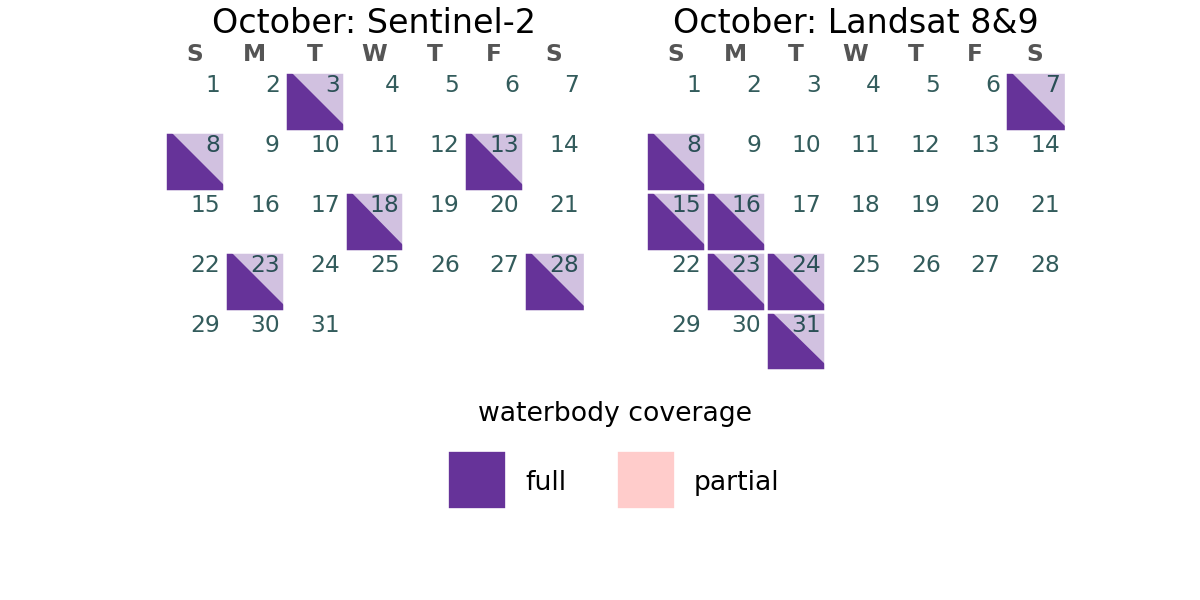 October: Sentinel-2
S M T W T F S
1 2 3 4 5 6 7
8 9 10 11 12 13 14
15 16 17 18 19 20 21
22 23 24 25 26 27 28
29 30 31
October: Landsat 8&9
S M T W T F S
1 2 3 4 5 6 7
8 9 10 11 12 13 14
15 16 17 18 19 20 21
22 23 24 25 26 27 28
29 30 31
waterbody coverage
full partial